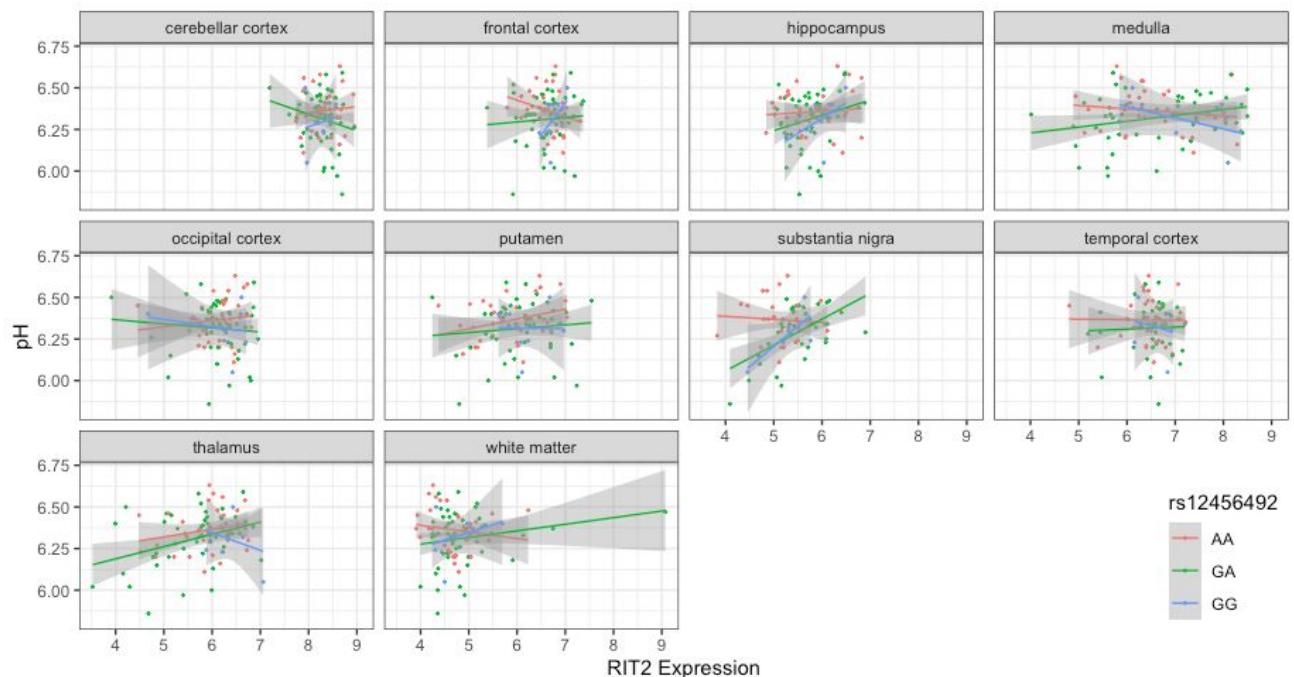 cerebellar cortex frontal cortex hippocampus medulla
6.75
6.50
6.25
6.00
occipital cortex putamen substantia nigra temporal cortex
6.75
6.50
6.25
6.00
4 5 6 7 8 9 4 5 6 7 8 9
thalamus white matter
6.75
6.50
6.25
6.00
4 5 6 7 8 9 4 5 6 7 8 9
pH
RIT2 Expression
rs12456492
AA
GA
GG